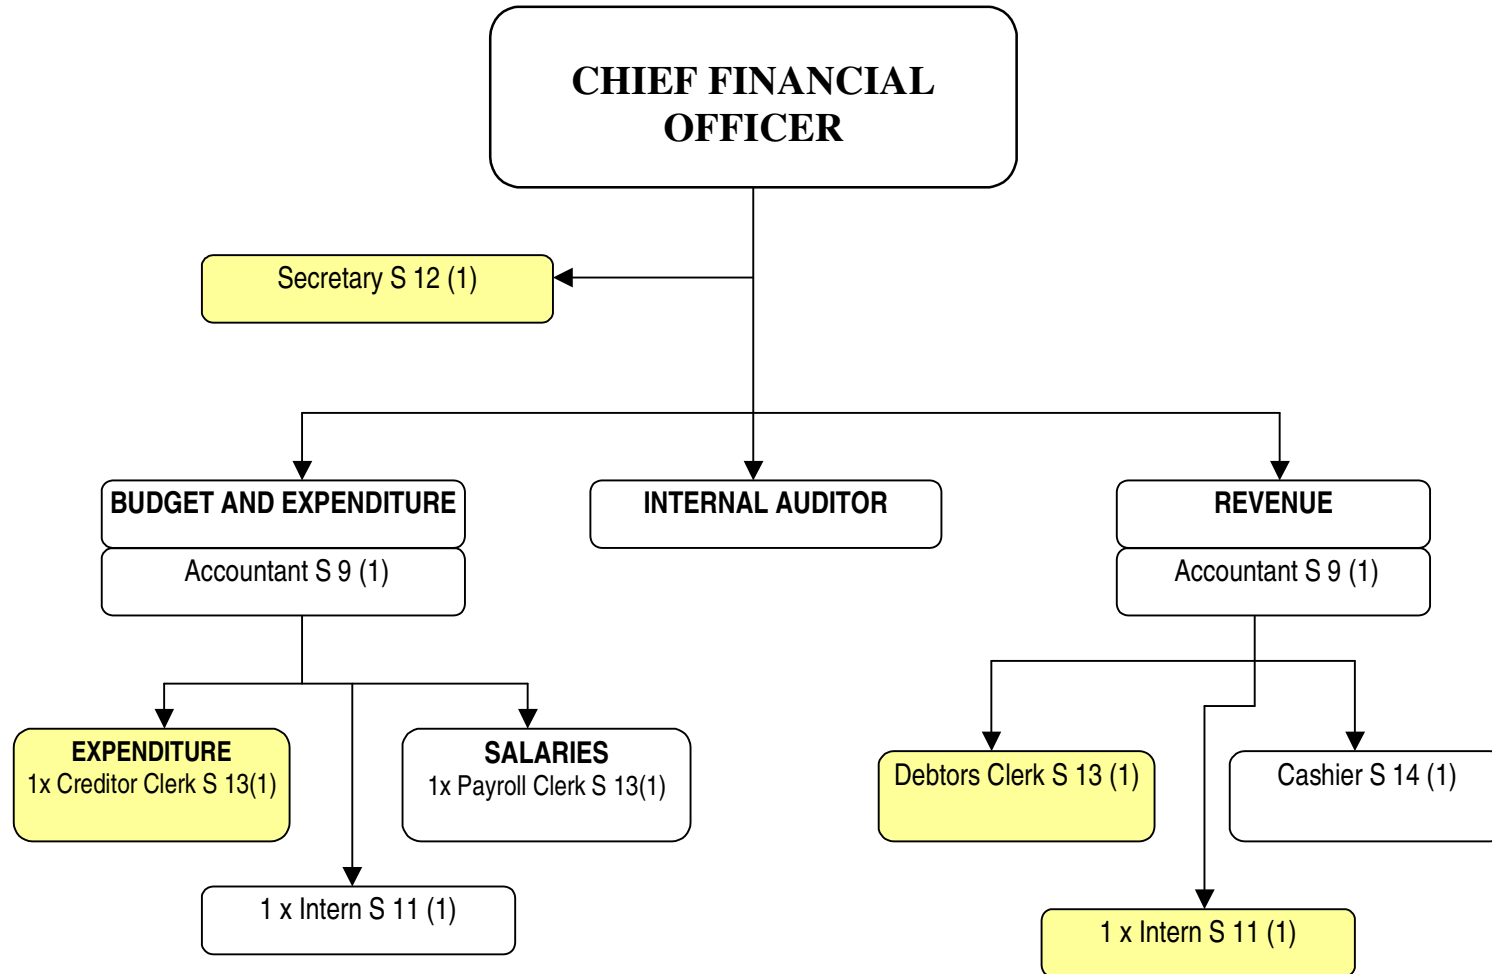 CHIEF FINANCIAL
OFFICER
Secretary S 12 (1)
BUDGET AND EXPENDITURE
Accountant S 9 (1)
INTERNAL AUDITOR
REVENUE
Accountant S 9 (1)
EXPENDITURE
1x Creditor Clerk S 13(1)
SALARIES
1x Payroll Clerk S 13(1)
Debtors Clerk S 13 (1)
Cashier S 14 (1)
1 x Intern S 11 (1)
1 x Intern S 11 (1)